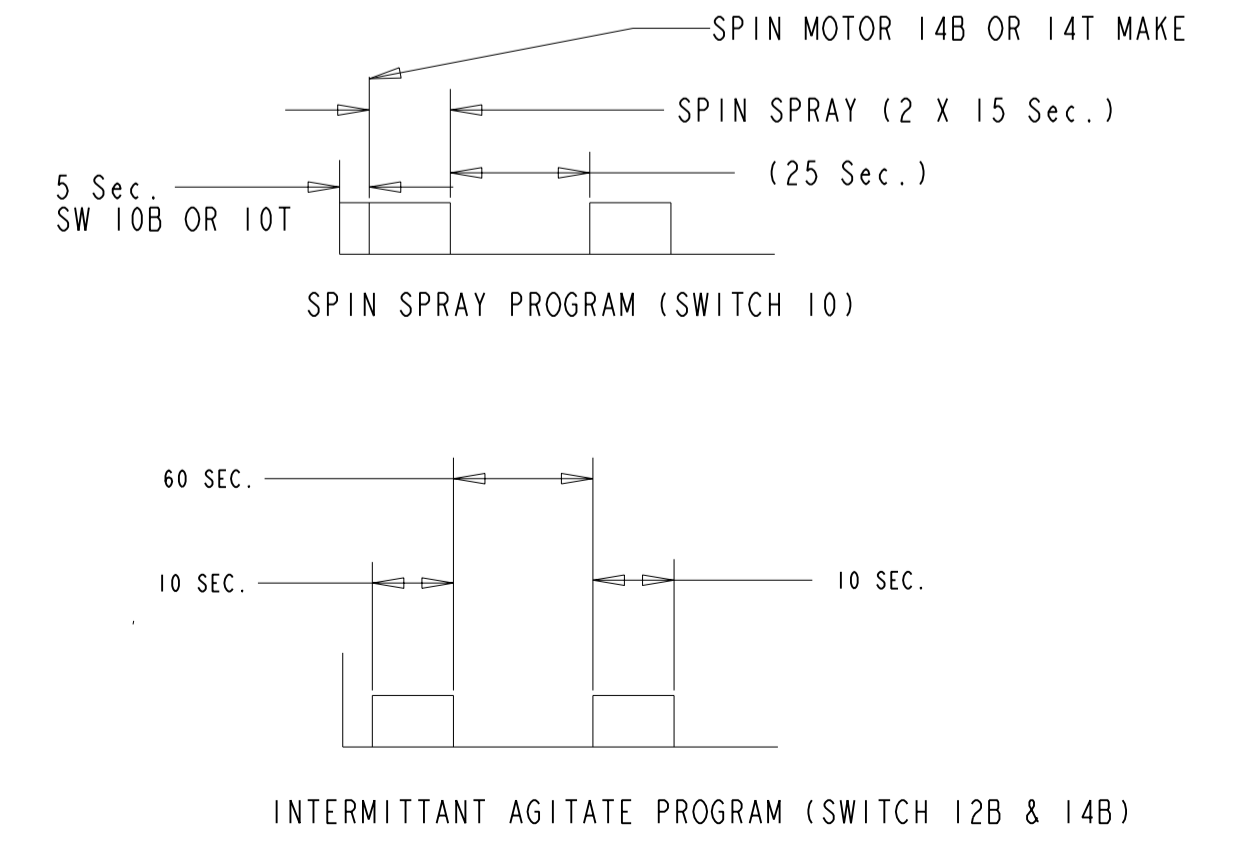 SPIN MOTOR 14B OR 14T MAKE
SPIN SPRAY (2 X 15 Sec.)
(25 Sec.)
5 Sec.
SW 10B OR 10T
SPIN SPRAY PROGRAM (SWITCH 10)
60 SEC.
10 SEC.
10 SEC.
INTERMITTANT AGITATE PROGRAM (SWITCH 12B & 14B)